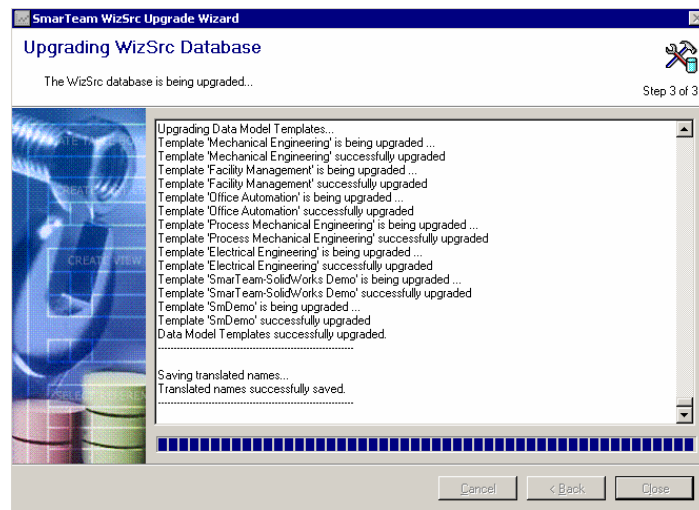 SmarTeam WizSrc Upgrade Wizard
Upgrading WizSrc Database
The WizSrc database is being upgraded...
Step 3 of 3
Upgrading Data Model Templates...
Template 'Mechanical Engineering' is being upgraded ...
Template 'Mechanical Engineering' successfully upgraded
Template 'Facility Management' is being upgraded ...
Template 'Facility Management' successfully upgraded
Template 'Office Automation' is being upgraded ...
Template 'Office Automation' successfully upgraded
Template 'Process Mechanical Engineering' is being upgraded ...
Template 'Process Mechanical Engineering' successfully upgraded
Template 'Electrical Engineering' is being upgraded ...
Template 'Electrical Engineering' successfully upgraded
Template 'SmarTeam-SolidWorks Demo' is being upgraded ...
Template 'SmarTeam-SolidWorks Demo' successfully upgraded
Template 'SmDemo' is being upgraded ...
Template 'SmDemo' successfully upgraded
Data Model Templates successfully upgraded.
------------------------------------------------------------
Saving translated names...
Translated names successfully saved.
------------------------------------------------------------
CREATE VIEW
Cancel
< Back
Close